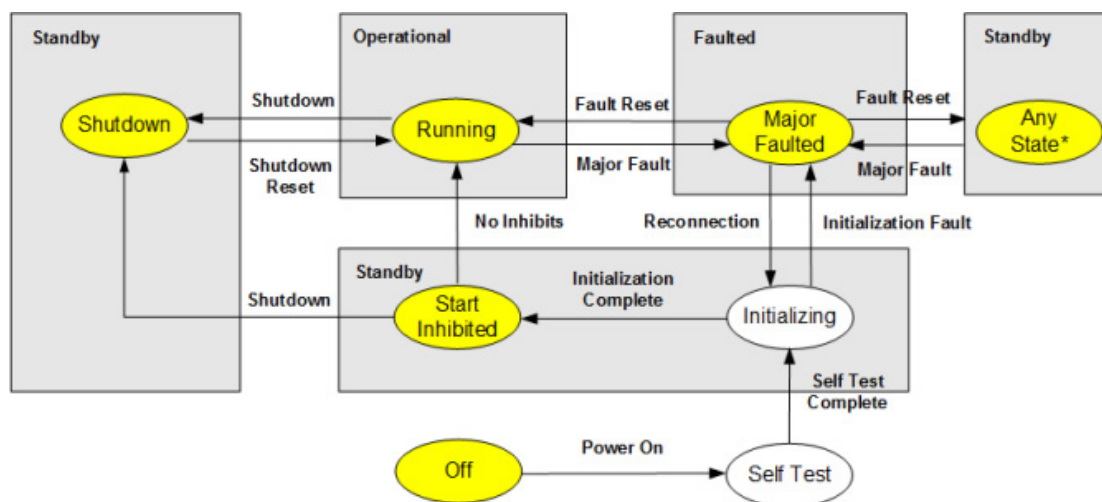 Standby
Operational
Faulted
Standby
Shutdown
Shutdown
Running
Fault Reset
Major
Faulted
Fault Reset
Any
State*
Shutdown
Reset
Major Fault
Major Fault
No Inhibits
Reconnection
Initialization Fault
Standby
Shutdown
Start
Inhibited
Initialization
Complete
Initializing
Self Test
Complete
Off
Power On
Self Test